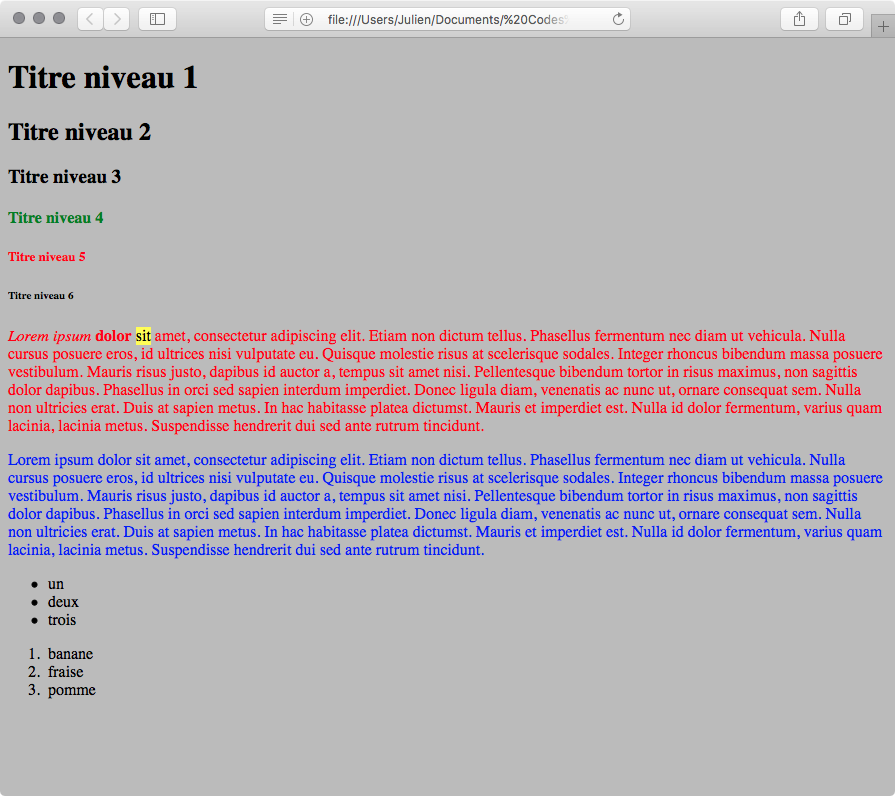 file:///Users/Julien/Documents/%20Codes%
Titre niveau 1
Titre niveau 2
Titre niveau 3
Titre niveau 4
Titre niveau 5
Titre niveau 6
Lorem ipsum dolor sit amet, consectetur adipiscing elit. Etiam non dictum tellus. Phasellus fermentum nec diam ut vehicula. Nulla
cursus posuere eros, id ultrices nisi vulputate eu. Quisque molestie risus at scelerisque sodales. Integer rhoncus bibendum massa posuere
vestibulum. Mauris risus justo, dapibus id auctor a, tempus sit amet nisi. Pellentesque bibendum tortor in risus maximus, non sagittis
dolor dapibus. Phasellus in orci sed sapien interdum imperdiet. Donec ligula diam, venenatis ac nunc ut, ornare consequat sem. Nulla
non ultricies erat. Duis at sapien metus. In hac habitasse platea dictumst. Mauris et imperdiet est. Nulla id dolor fermentum, varius quam
lacinia, lacinia metus. Suspendisse hendrerit dui sed ante rutrum tincidunt.
Lorem ipsum dolor sit amet, consectetur adipiscing elit. Etiam non dictum tellus. Phasellus fermentum nec diam ut vehicula. Nulla
cursus posuere eros, id ultrices nisi vulputate eu. Quisque molestie risus at scelerisque sodales. Integer rhoncus bibendum massa posuere
vestibulum. Mauris risus justo, dapibus id auctor a, tempus sit amet nisi. Pellentesque bibendum tortor in risus maximus, non sagittis
dolor dapibus. Phasellus in orci sed sapien interdum imperdiet. Donec ligula diam, venenatis ac nunc ut, ornare consequat sem. Nulla
non ultricies erat. Duis at sapien metus. In hac habitasse platea dictumst. Mauris et imperdiet est. Nulla id dolor fermentum, varius quam
lacinia, lacinia metus. Suspendisse hendrerit dui sed ante rutrum tincidunt.
• un
• deux
• trois
1. banane
2. fraise
3. pomme